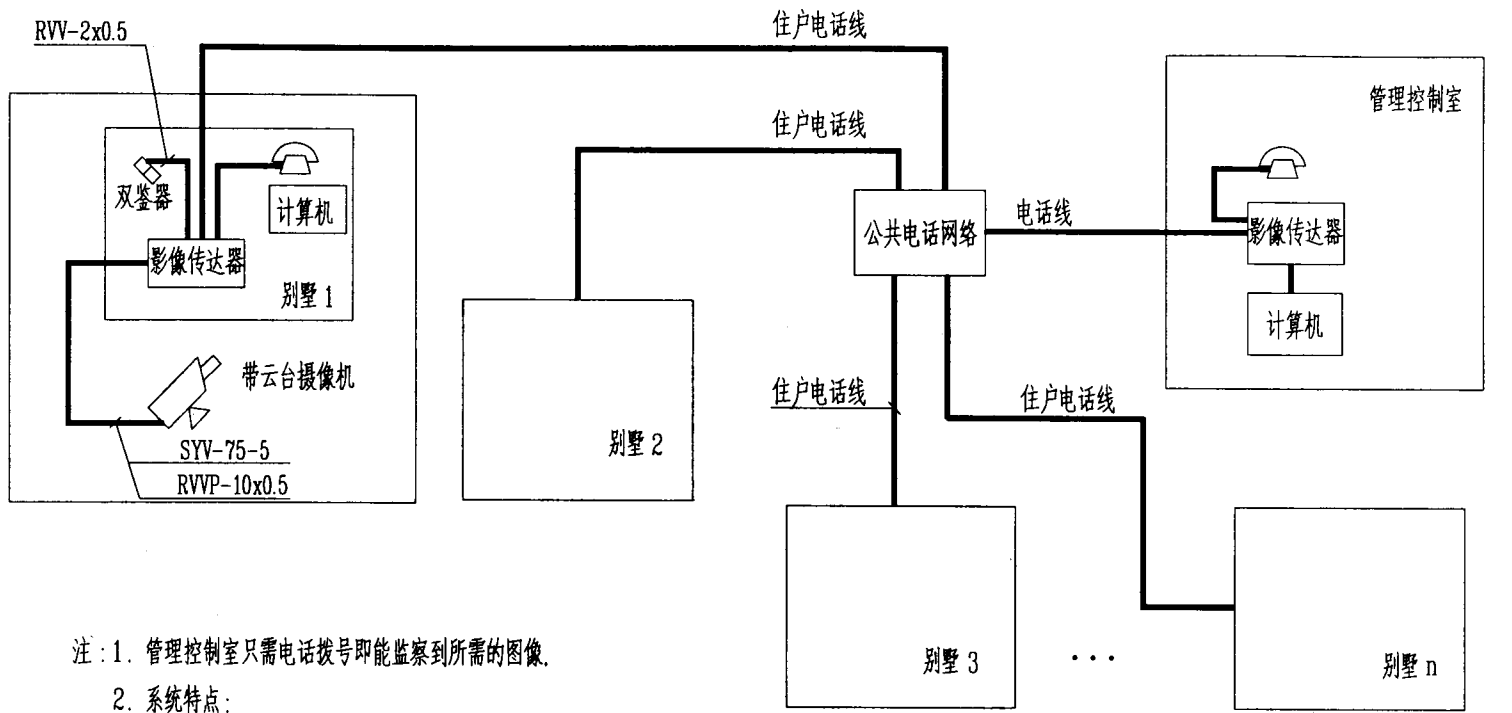 RVV-2x0.5
住户电话线
管理控制室
住户电话线
双鉴器
计算机
影像传达器
别墅 1
公共电话网络
电话线
影像传达器
计算机
带云台摄像机
SYV-75-5
RVVP-10x0.5
别墅 2
住户电话线
住户电话线
别墅 3
...
别墅 n
注:1. 管理控制室只需电话拨号即能监察到所需的图像.
2. 系统特点: